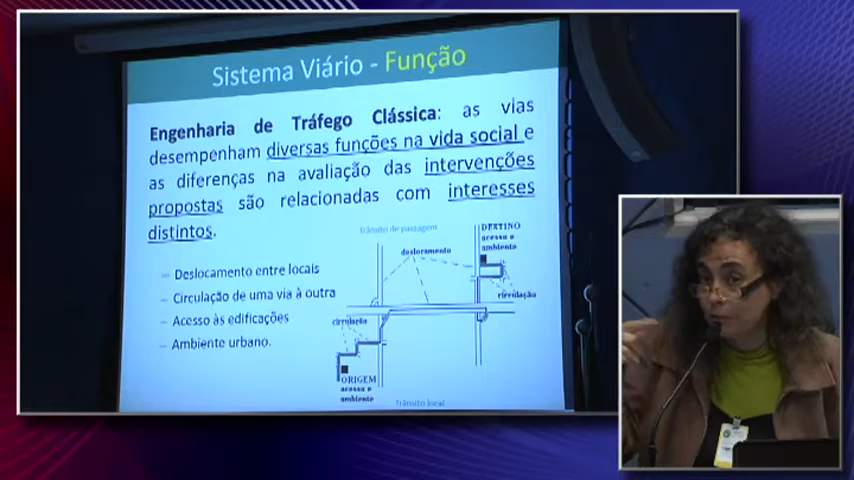 Sistema Viário - Função
Engenharia de Tráfego Clássica: as vias
desempenham diversas funções na vida social e
as diferenças na avaliação das intervenções
propostas são relacionadas com interesses
distintos.
– Deslocamento entre locais
– Circulação de uma via à outra
– Acesso às edificações
– Ambiente urbano.
Trânsito de passagem
deslocamento
DESTINO
acesso e
ambiente
circulação
circulação
ORIGEM
acesso e
ambiente
Trânsito local